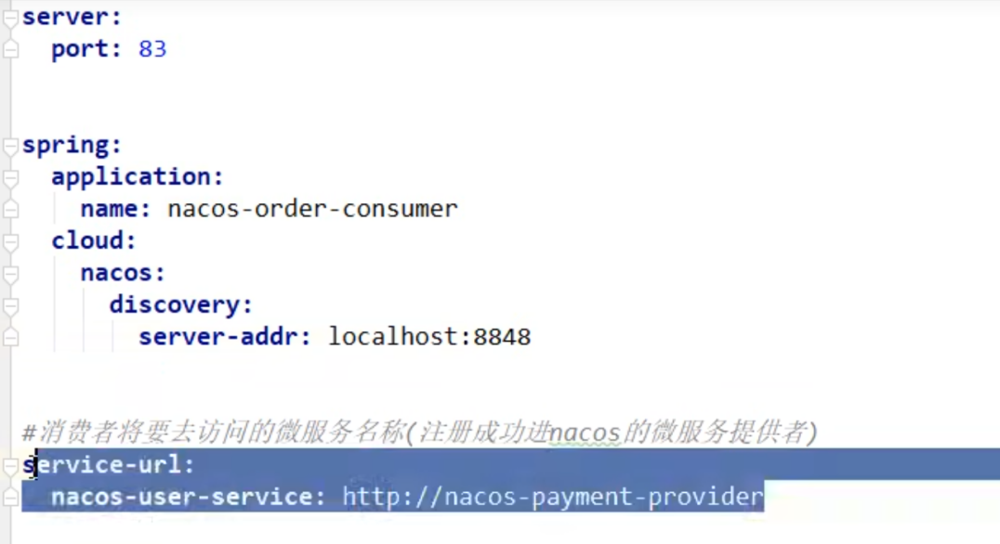 server:
port: 83
spring:
application:
name: nacos-order-consumer
cloud:
nacos:
discovery:
server-addr: localhost:8848
#消费者将要去访问的微服务名称(注册成功进nacos的微服务提供者)
service-url:
nacos-user-service: http://nacos-payment-provider